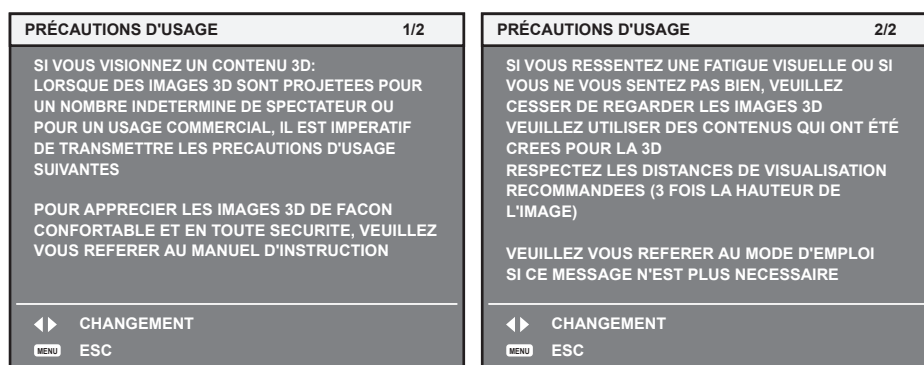 PRÉCAUTIONS D'USAGE 1/2
SI VOUS VISIONNEZ UN CONTENU 3D:
LORSQUE DES IMAGES 3D SONT PROJETEES POUR
UN NOMBRE INDETERMINE DE SPECTATEUR OU
POUR UN USAGE COMMERCIAL, IL EST IMPERATIF
DE TRANSMETTRE LES PRECAUTIONS D'USAGE
SUIVANTES
POUR APPRECIER LES IMAGES 3D DE FACON
CONFORTABLE ET EN TOUTE SECURITE, VEUILLEZ
VOUS REFERER AU MANUEL D'INSTRUCTION
CHANGEMENT
MENU ESC
PRÉCAUTIONS D'USAGE 2/2
SI VOUS RESSENTEZ UNE FATIGUE VISUELLE OU SI
VOUS NE VOUS SENTEZ PAS BIEN, VEUILLEZ
CESSER DE REGARDER LES IMAGES 3D
VEUILLEZ UTILISER DES CONTENUS QUI ONT ÉTÉ
CREES POUR LA 3D
RESPECTEZ LES DISTANCES DE VISUALISATION
RECOMMANDEES (3 FOIS LA HAUTEUR DE
L'IMAGE)
VEUILLEZ VOUS REFERER AU MODE D'EMPLOI
SI CE MESSAGE N'EST PLUS NECESSAIRE
CHANGEMENT
MENU ESC